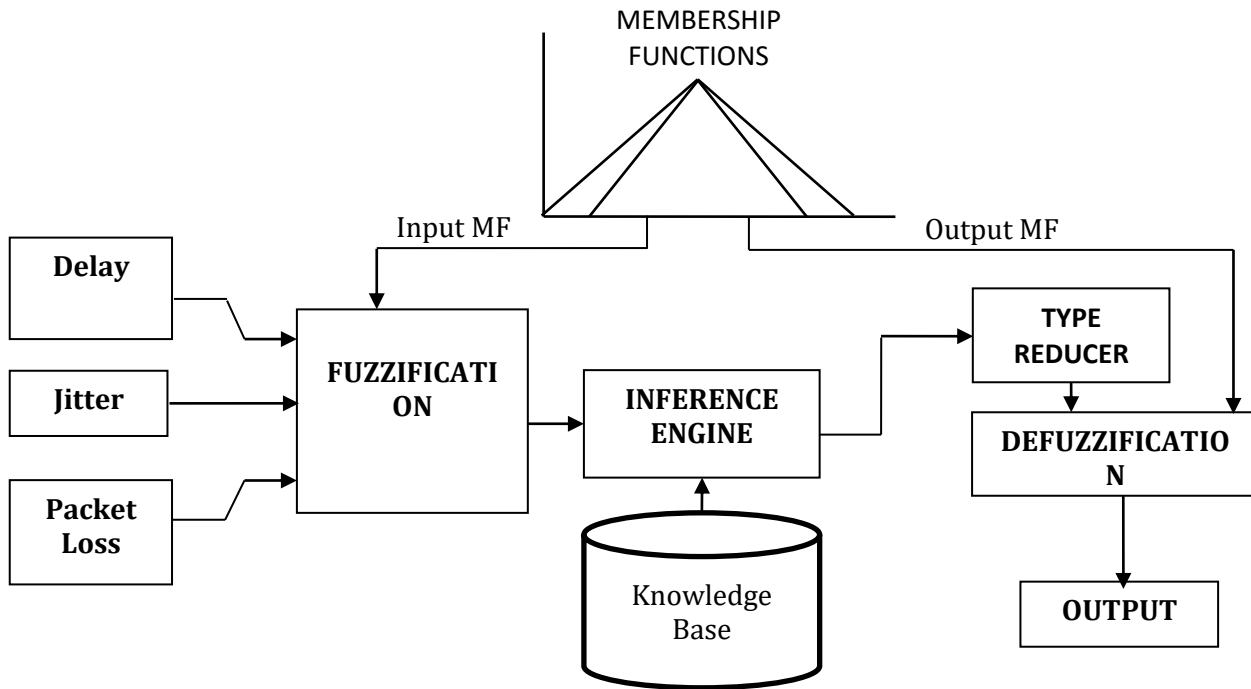 MEMBERSHIP
FUNCTIONS
Input MF
Output MF
Delay
Jitter
Packet
Loss
FUZZIFICATI
ON
INFERENCE
ENGINE
Knowledge
Base
TYPE
REDUCER
DEFUZZIFICATIO
N
OUTPUT